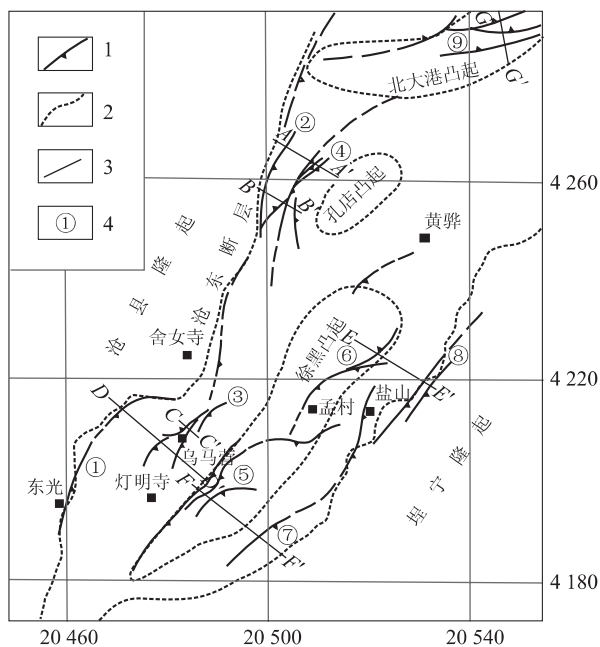 1
2
3
① 4
G
⑨
G'
北大港凸起
②
A
④
A'
B
B'
孔店凸起
4 260
黄骅
沧县隆起
沧东断层
舍女寺
徐黑凸起
E
⑥
⑧
E'
4 220
D
③
C
C'
孟村
盐山
乌马营
埕宁隆起
①
东光
灯明寺
F
⑤
⑦
F'
4 180
20 460
20 500
20 540